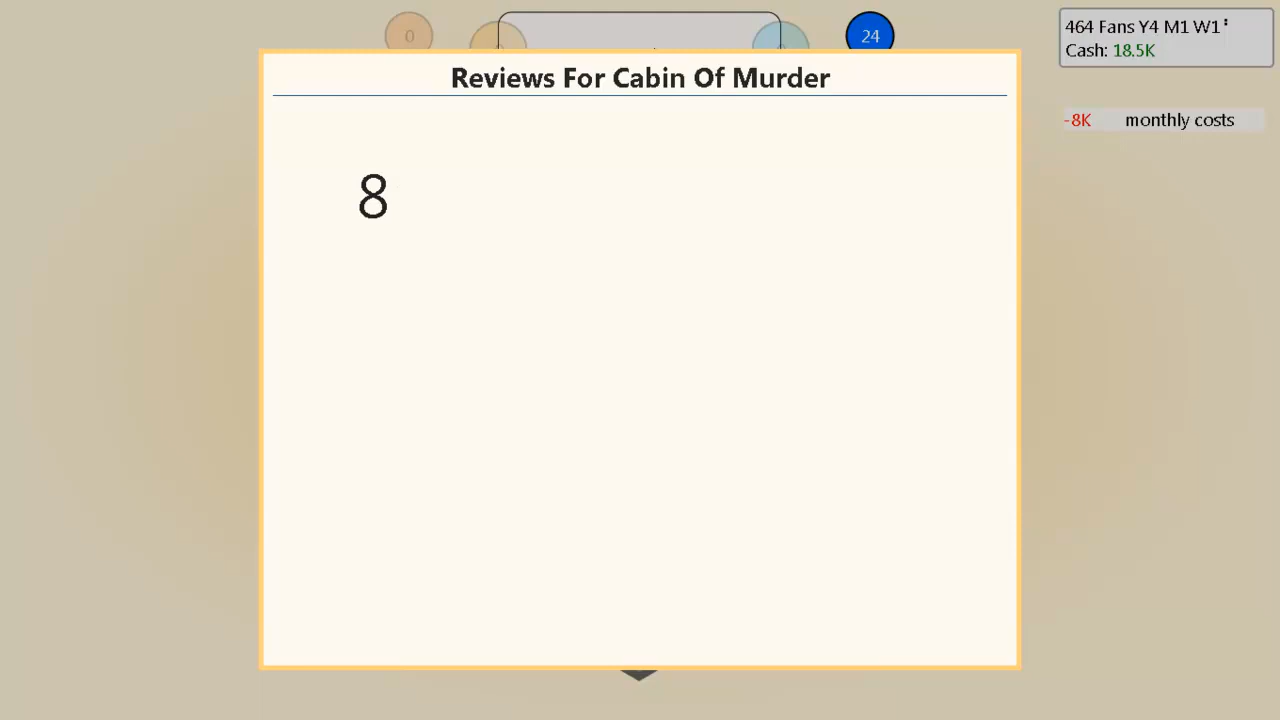 0
24
464 Fans Y4 M1 W1
Cash: 18.5K
-8K monthly costs
Reviews For Cabin Of Murder
8